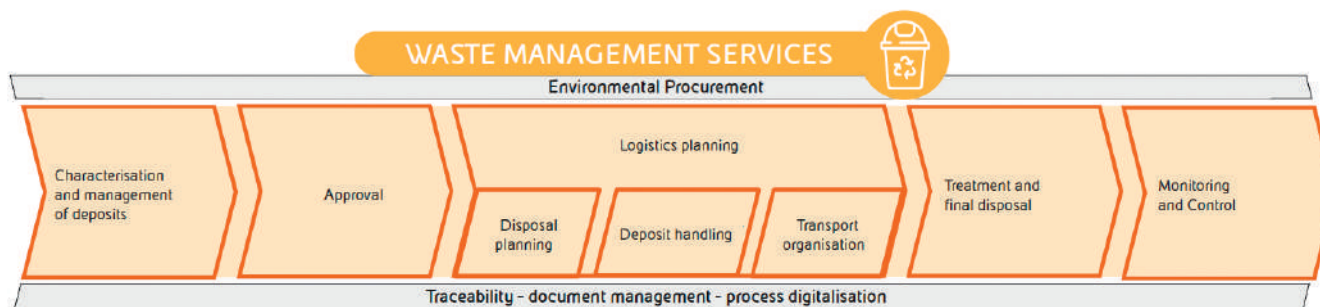 WASTE MANAGEMENT SERVICES
Environmental Procurement
Characterisation
and management
of deposits
Approval
Logistics planning
Disposal
planning
Deposit handling
Transport
organisation
Treatment and
final disposal
Monitoring
and Control
Traceability - document management - process digitalisation